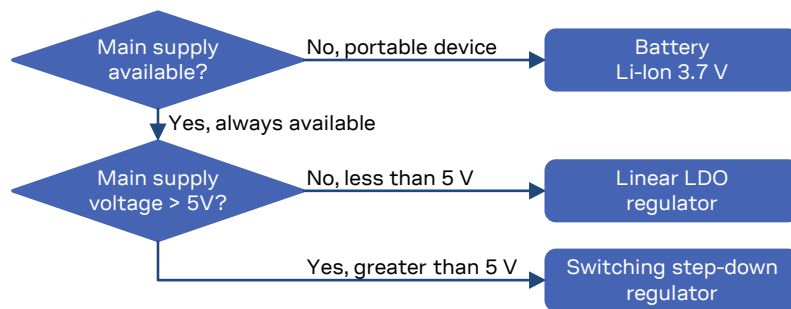 Main supply
available?
No, portable device
Battery
Li-Ion 3.7 V
Yes, always available
Main supply
voltage > 5V?
No, less than 5 V
Linear LDO
regulator
Yes, greater than 5 V
Switching step-down
regulator